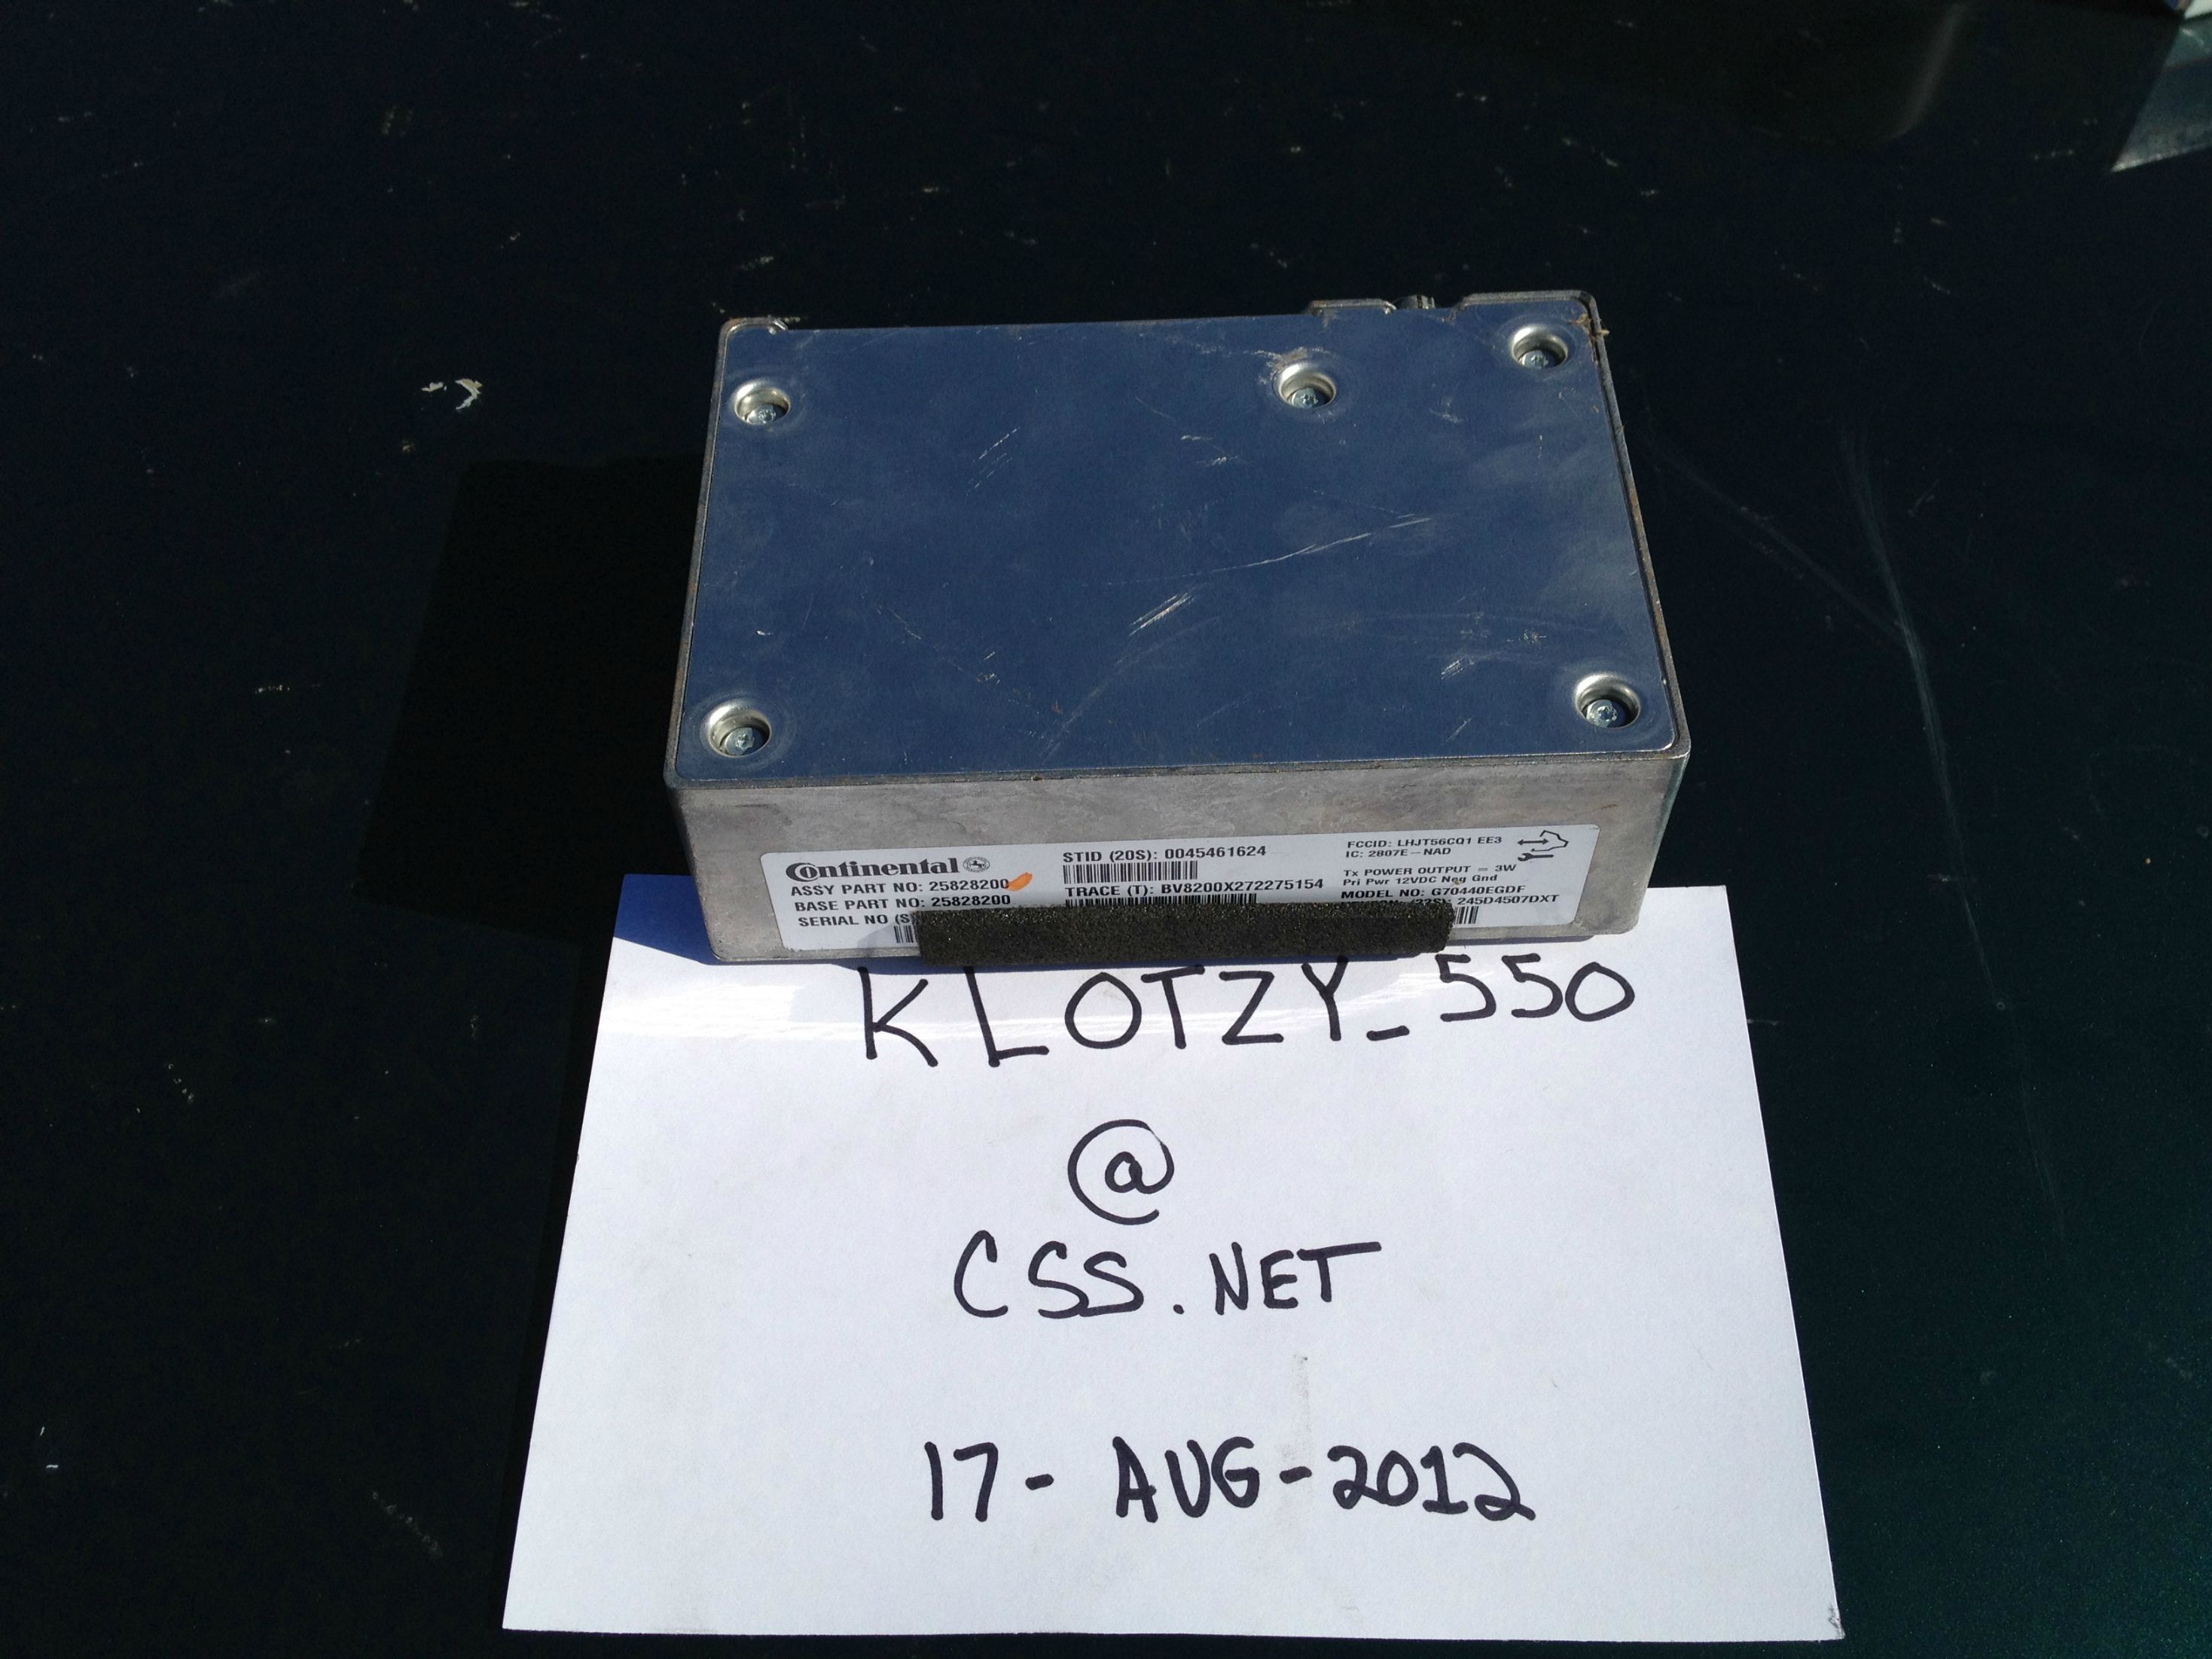 Continental
ASSY PART NO: 25828200
BASE PART NO: 25828200
SERIAL NO (S
STID (20S): 0045461624
TRACE (T): BV8200X272275154
FCCID: LHJT56CQ1 EE3
IC: 2807E-NAD
Tx POWER OUTPUT = 3W
Pri Pwr 12VDC Neg Gnd
MODEL NO: G70440EGDF
245D4507DXT
KLOTZY_550
@
CSS.NET
17-AUG-2012